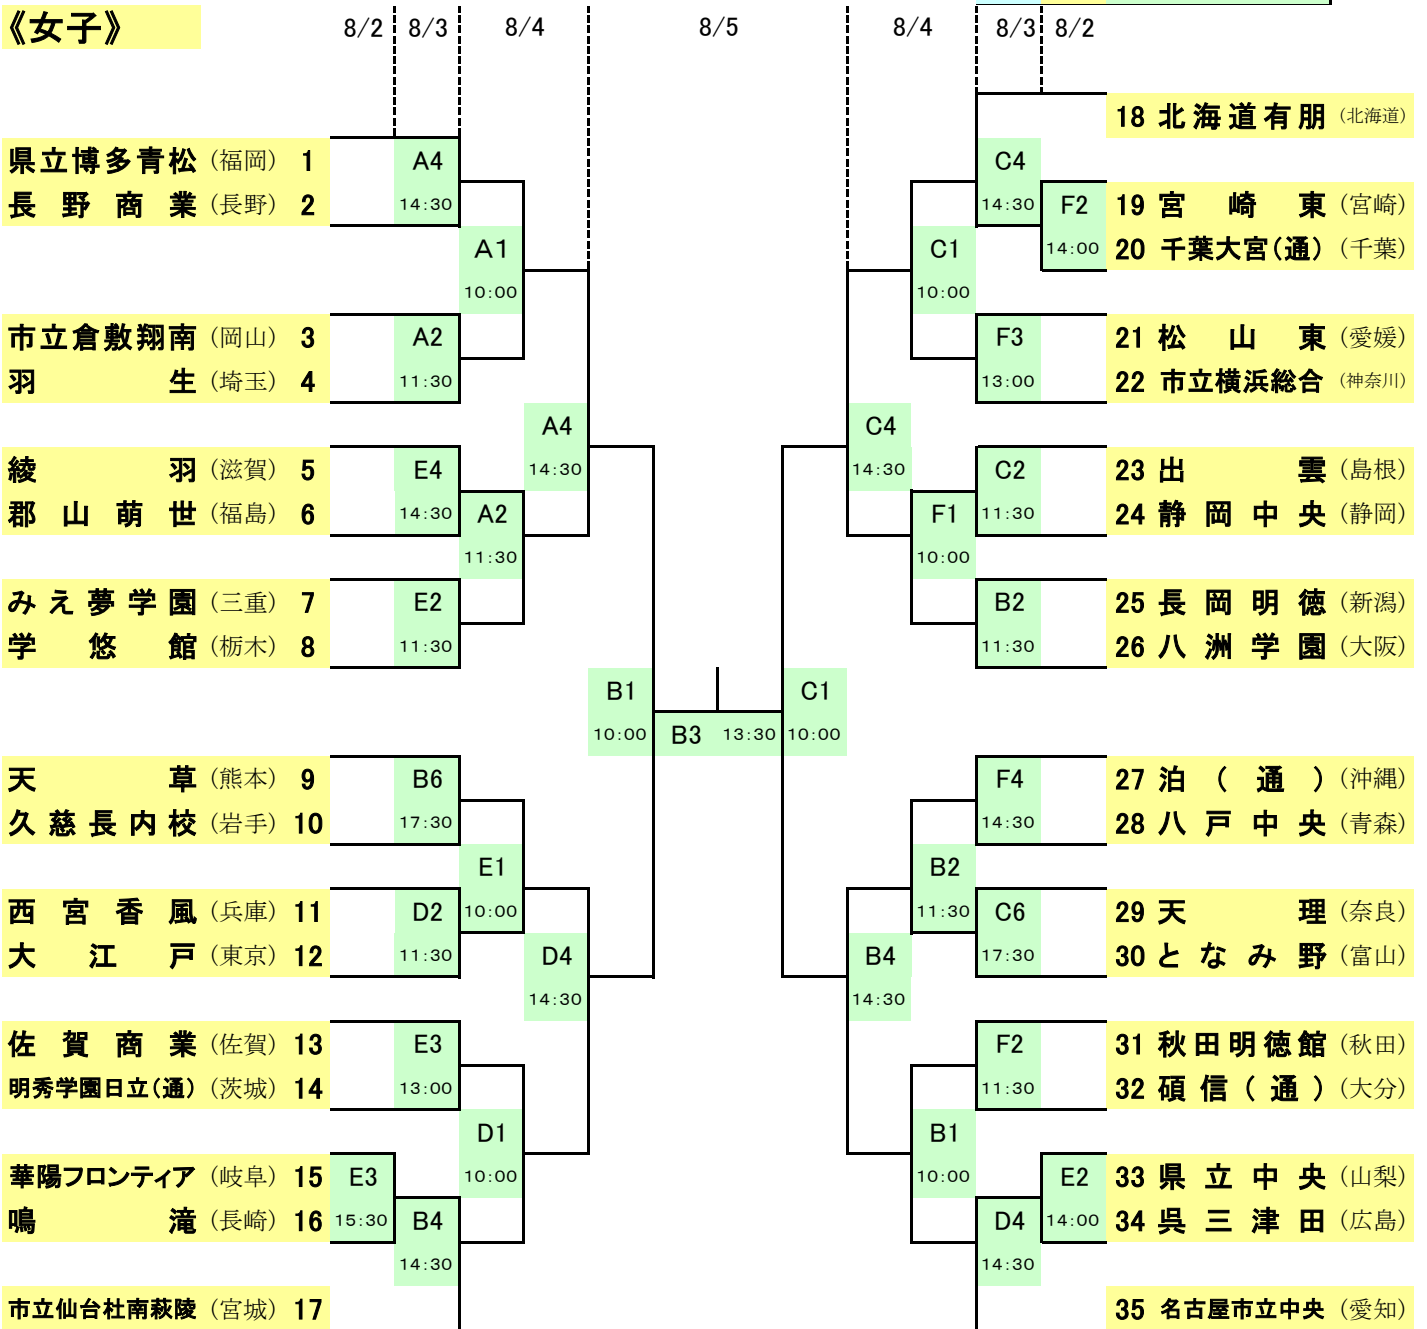 《女子》
8/2 8/3 8/4 8/5 8/4 8/3 8/2
県立博多青松 (福岡) 1
長野商業 (長野) 2
A4
14:30
A1
10:00
市立倉敷翔南 (岡山) 3
羽生 (埼玉) 4
A2
11:30
A4
14:30
綾羽 (滋賀) 5
郡山萌世 (福島) 6
E4
14:30
A2
11:30
みえ夢学園 (三重) 7
学悠館 (栃木) 8
E2
11:30
B1
10:00
天草 (熊本) 9
久慈長内校 (岩手) 10
B6
17:30
E1
10:00
西宮香風 (兵庫) 11
大江戸 (東京) 12
D2
11:30
D4
14:30
佐賀商業 (佐賀) 13
明秀学園日立(通) (茨城) 14
E3
13:00
D1
10:00
華陽フロンティア (岐阜) 15
鳴滝 (長崎) 16
E3
15:30
B4
14:30
市立仙台杜南萩陵 (宮城) 17
B3 13:30
18 北海道有朋 (北海道)
C4
14:30
19 宮崎東 (宮崎)
20 千葉大宮(通) (千葉)
F2
14:00
C1
10:00
21 松山東 (愛媛)
22 市立横浜総合 (神奈川)
F3
13:00
C4
14:30
23 出雲 (島根)
24 静岡中央 (静岡)
C2
11:30
F1
10:00
25 長岡明徳 (新潟)
26 八洲学園 (大阪)
B2
11:30
C1
10:00
27 泊(通) (沖縄)
28 八戸中央 (青森)
F4
14:30
B2
11:30
29 天理 (奈良)
30 となみ野 (富山)
C6
17:30
B4
14:30
31 秋田明徳館 (秋田)
32 碩信(通) (大分)
F2
11:30
B1
10:00
33 県立中央 (山梨)
34 呉三津田 (広島)
E2
14:00
D4
14:30
35 名古屋市立中央 (愛知)